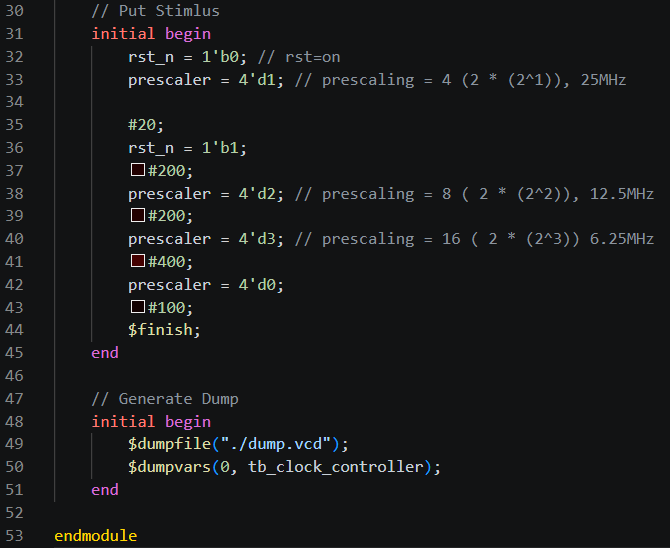 30 // Put Stimlus
31 initial begin
32 rst_n = 1'b0; // rst=on
33 prescaler = 4'd1; // prescaling = 4 (2 * (2^1)), 25MHz
34
35 #20;
36 rst_n = 1'b1;
37 #200;
38 prescaler = 4'd2; // prescaling = 8 ( 2 * (2^2)), 12.5MHz
39 #200;
40 prescaler = 4'd3; // prescaling = 16 ( 2 * (2^3)) 6.25MHz
41 #400;
42 prescaler = 4'd0;
43 #100;
44 $finish;
45 end
46
47 // Generate Dump
48 initial begin
49 $dumpfile("./dump.vcd");
50 $dumpvars(0, tb_clock_controller);
51 end
52
53 endmodule